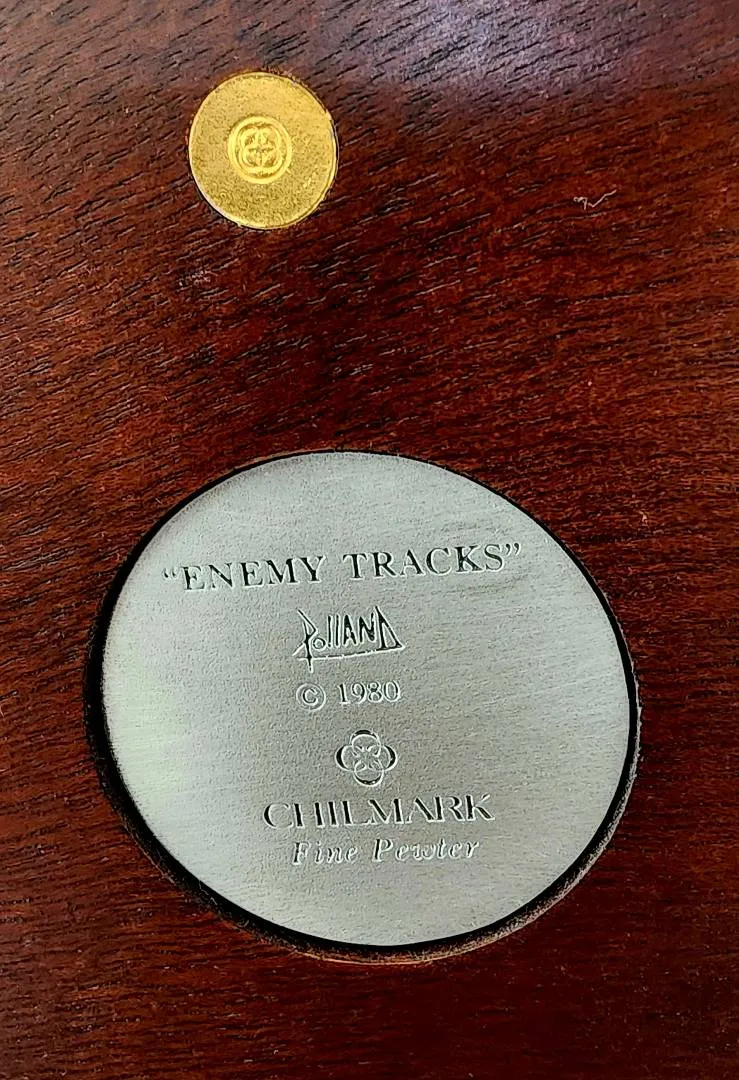 “ENEMY TRACKS”
PollAND
© 1980
CHILMARK
Fine Pewter